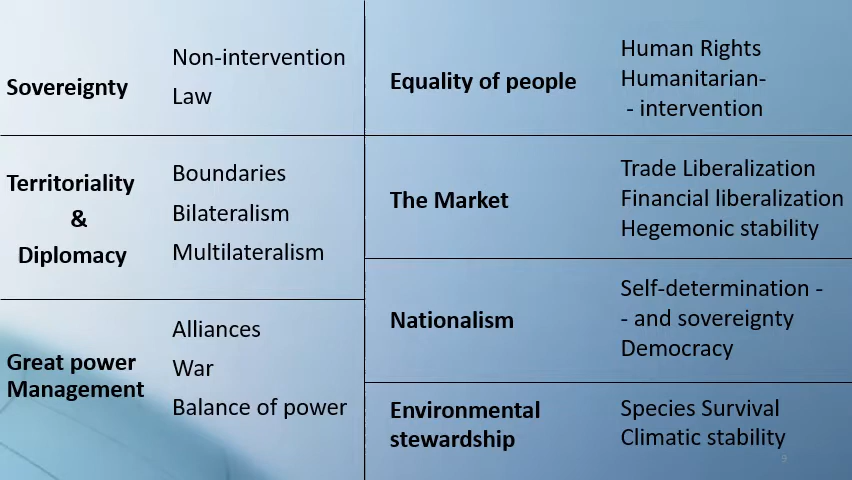 Sovereignty
Non-intervention
Law
Territoriality
&
Diplomacy
Boundaries
Bilateralism
Multilateralism
Great power
Management
Alliances
War
Balance of power
Equality of people
Human Rights
Humanitarian-
- intervention
The Market
Trade Liberalization
Financial liberalization
Hegemonic stability
Nationalism
Self-determination -
- and sovereignty
Democracy
Environmental
stewardship
Species Survival
Climatic stability
9